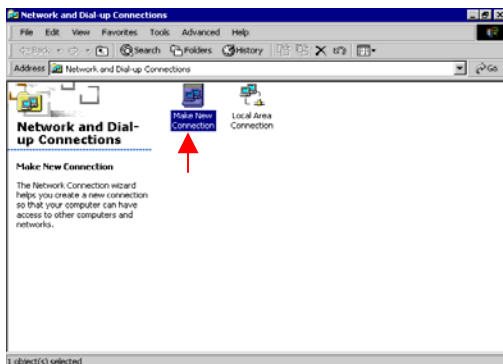 Network and Dial-up Connections
File Edit View Favorites Tools Advanced Help
Back Search Folders History
Address Network and Dial-up Connections Go
Make New Connection
Local Area Connection
Network and Dial-
up Connections
Make New Connection
The Network Connection wizard
helps you create a new connection
so that your computer can have
access to other computers and
networks.
1 object(s) selected